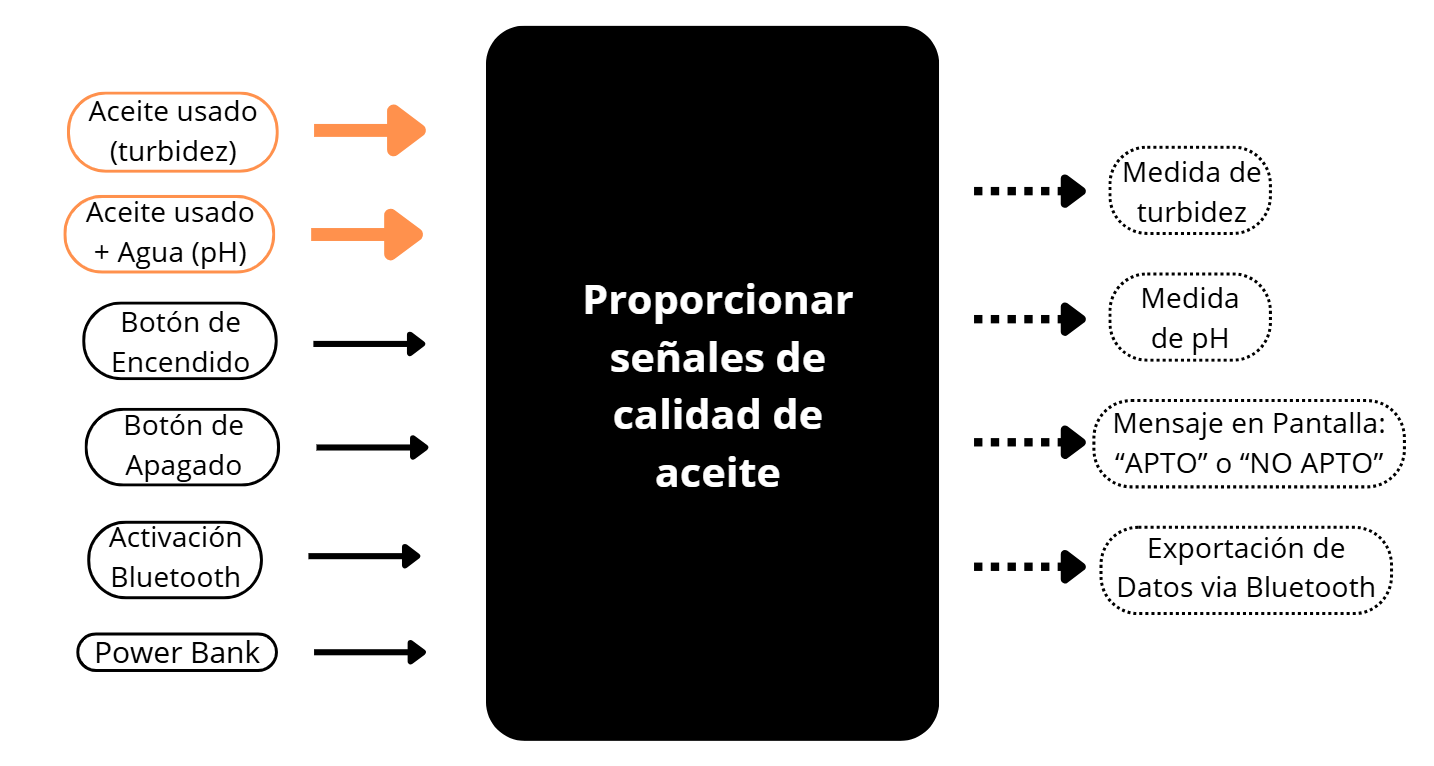 Aceite usado
(turbidez)
Aceite usado
+ Agua (pH)
Botón de
Encendido
Botón de
Apagado
Activación
Bluetooth
Power Bank
Proporcionar
señales de
calidad de
aceite
Medida de
turbidez
Medida
de pH
Mensaje en Pantalla:
“APTO” o “NO APTO”
Exportación de
Datos via Bluetooth